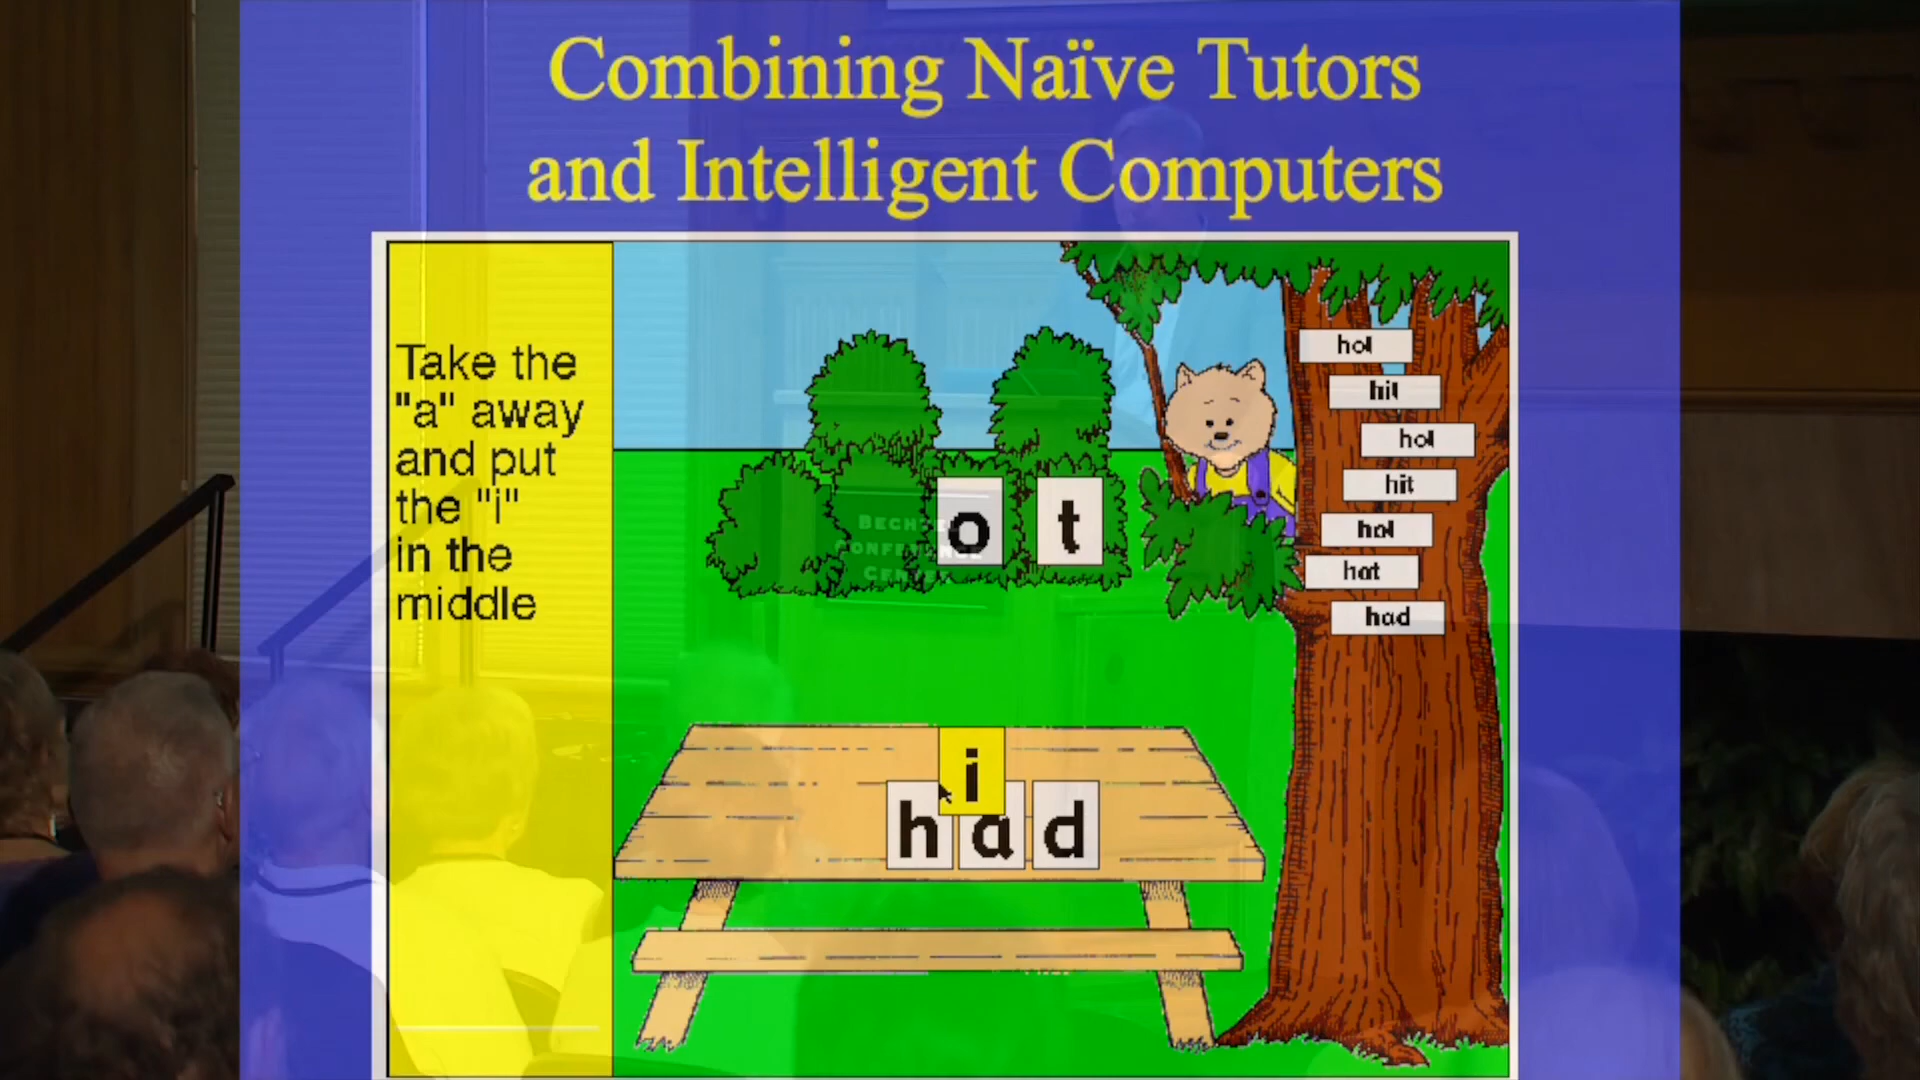 Combining Naïve Tutors
and Intelligent Computers
Take the
"a" away
and put
the "i"
in the
middle
hot
hit
hot
hit
hot
hat
had
o t
i
h a d